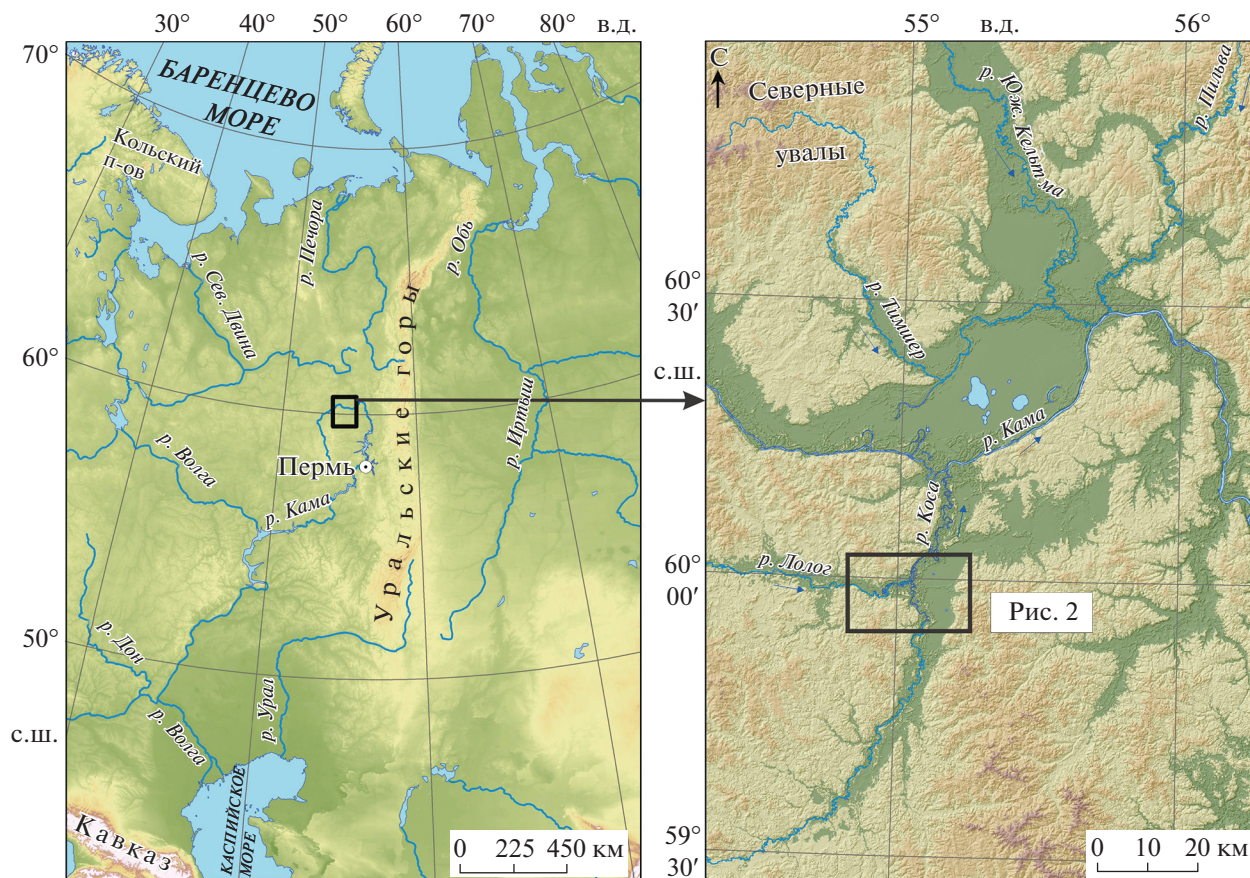 30° 40° 50° 60° 70° 80° в.д.
70°
БАРЕНЦЕВО
МОРЕ
Кольский
п-ов
р. Печора
р. Обь
р. Сев. Двина
60°
Уральские горы
р. Иртыш
р. Волга
Пермь
р. Кама
50°
р. Дон
р. Урал
с.ш.
р. Волга
КАСПИЙСКОЕ
МОРЕ
Кавказ
0 225 450 км
55° в.д. 56°
С
Северные
увалы
р. Юж. Кельтма
р. Пильва
60°
30'
р. Тимшер
с.ш.
р. Кама
р. Коса
р. Лолог
60°
00'
Рис. 2
59°
30'
0 10 20 км